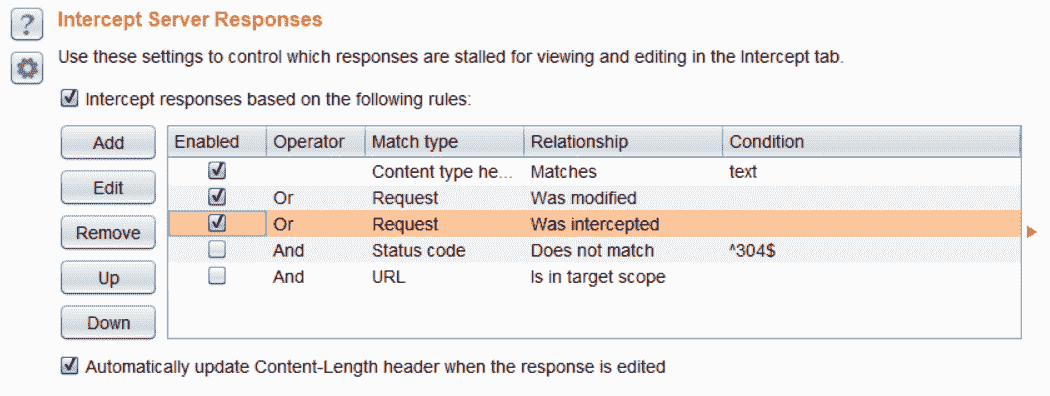 ?
Intercept Server Responses
Use these settings to control which responses are stalled for viewing and editing in the Intercept tab.
Intercept responses based on the following rules:
Add
Edit
Remove
Up
Down
Enabled Operator Match type Relationship Condition
Content type he... Matches text
Or Request Was modified
Or Request Was intercepted
And Status code Does not match ^304$
And URL Is in target scope
Automatically update Content-Length header when the response is edited